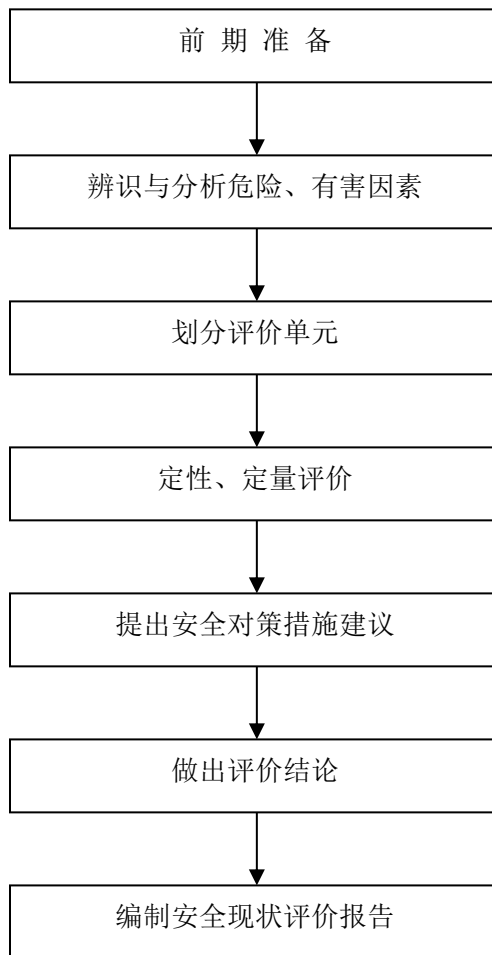 前 期 准 备
辨识与分析危险、有害因素
划分评价单元
定性、定量评价
提出安全对策措施建议
做出评价结论
编制安全现状评价报告